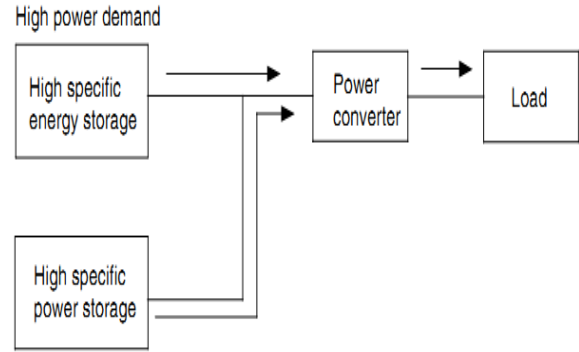 High power demand
High specific
energy storage
Power
converter
Load
High specific
power storage